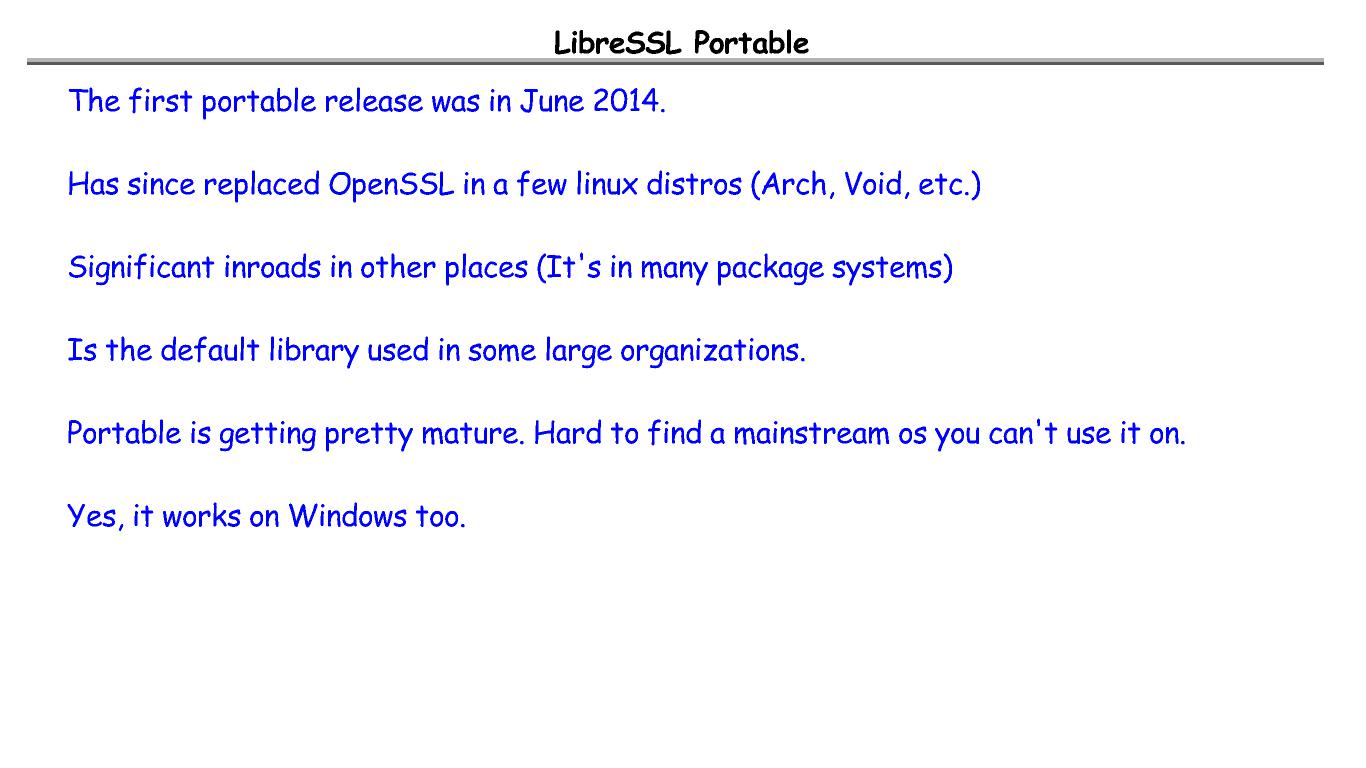 LibreSSL Portable
The first portable release was in June 2014.
Has since replaced OpenSSL in a few linux distros (Arch, Void, etc.)
Significant inroads in other places (It's in many package systems)
Is the default library used in some large organizations.
Portable is getting pretty mature. Hard to find a mainstream os you can't use it on.
Yes, it works on Windows too.